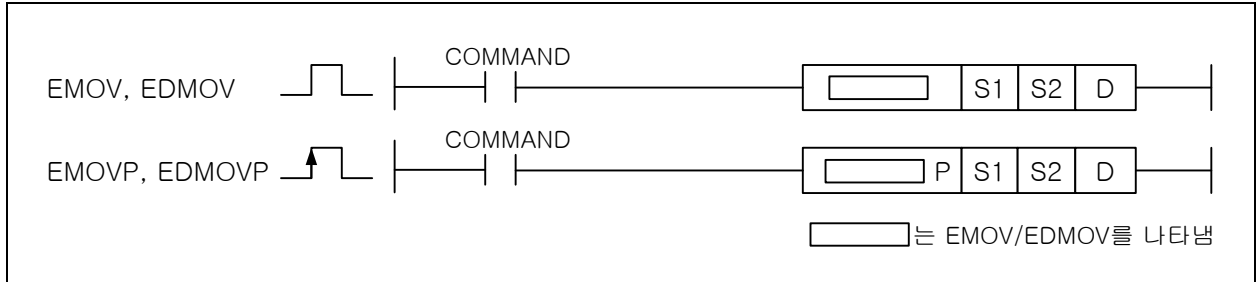 COMMAND
EMOV, EDMOV S1 S2 D
COMMAND
EMOVP, EDMOVP P S1 S2 D
는 EMOV/EDMOV를 나타냄